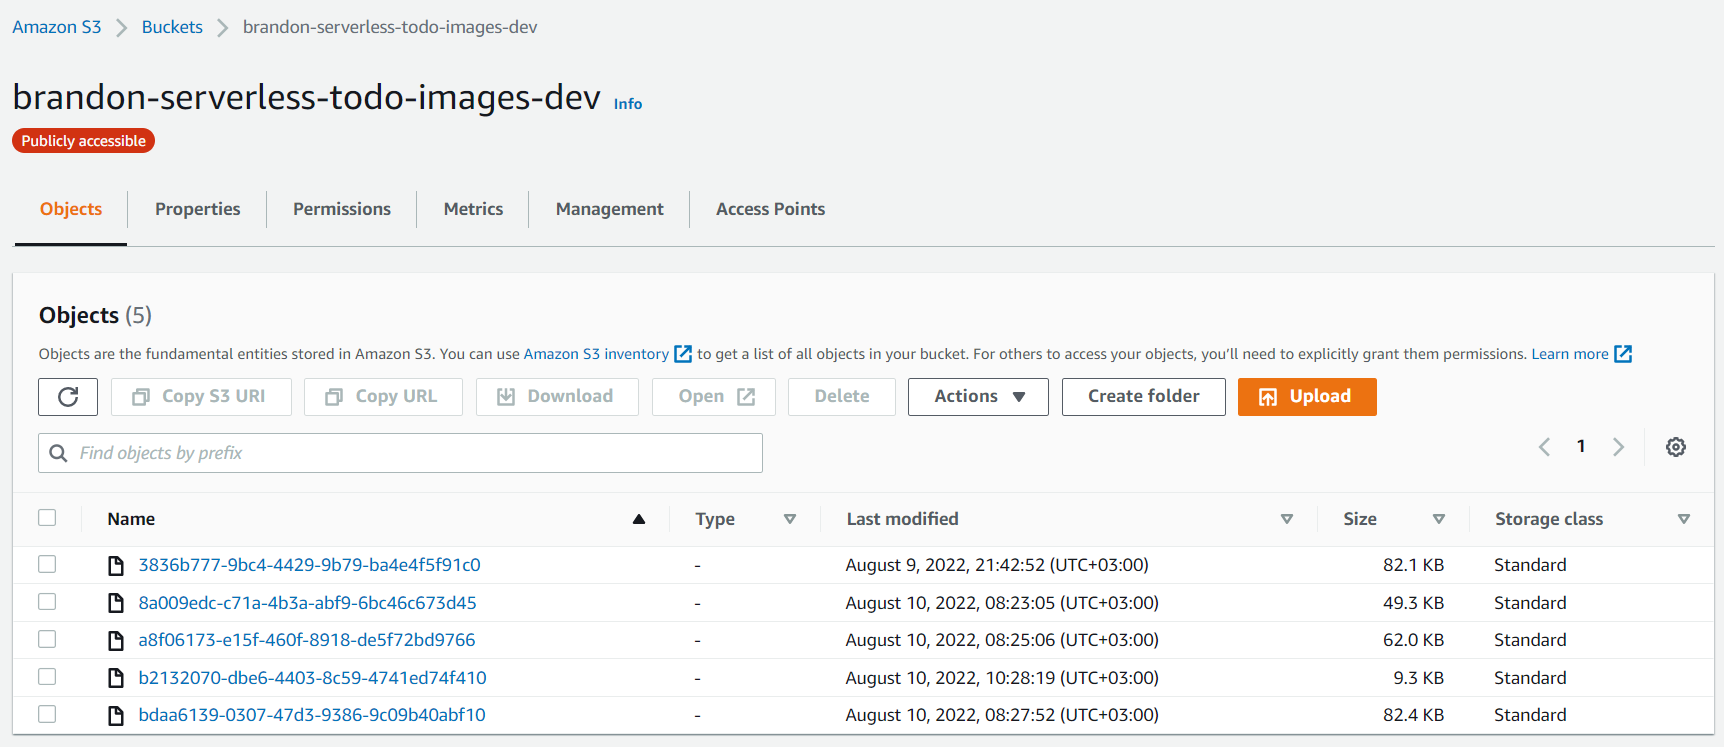 Amazon S3 > Buckets > brandon-serverless-todo-images-dev
brandon-serverless-todo-images-dev Info
Publicly accessible
Objects Properties Permissions Metrics Management Access Points
Objects (5)
Objects are the fundamental entities stored in Amazon S3. You can use Amazon S3 inventory to get a list of all objects in your bucket. For others to access your objects, you'll need to explicitly grant them permissions. Learn more
Copy S3 URI Copy URL Download Open Delete Actions Create folder Upload
Find objects by prefix
1
Name Type Last modified Size Storage class
3836b777-9bc4-4429-9b79-ba4e4f5f91c0 - August 9, 2022, 21:42:52 (UTC+03:00) 82.1 KB Standard
8a009edc-c71a-4b3a-abf9-6bc46c673d45 - August 10, 2022, 08:23:05 (UTC+03:00) 49.3 KB Standard
a8f06173-e15f-460f-8918-de5f72bd9766 - August 10, 2022, 08:25:06 (UTC+03:00) 62.0 KB Standard
b2132070-dbe6-4403-8c59-4741ed74f410 - August 10, 2022, 10:28:19 (UTC+03:00) 9.3 KB Standard
bdaa6139-0307-47d3-9386-9c09b40abf10 - August 10, 2022, 08:27:52 (UTC+03:00) 82.4 KB Standard